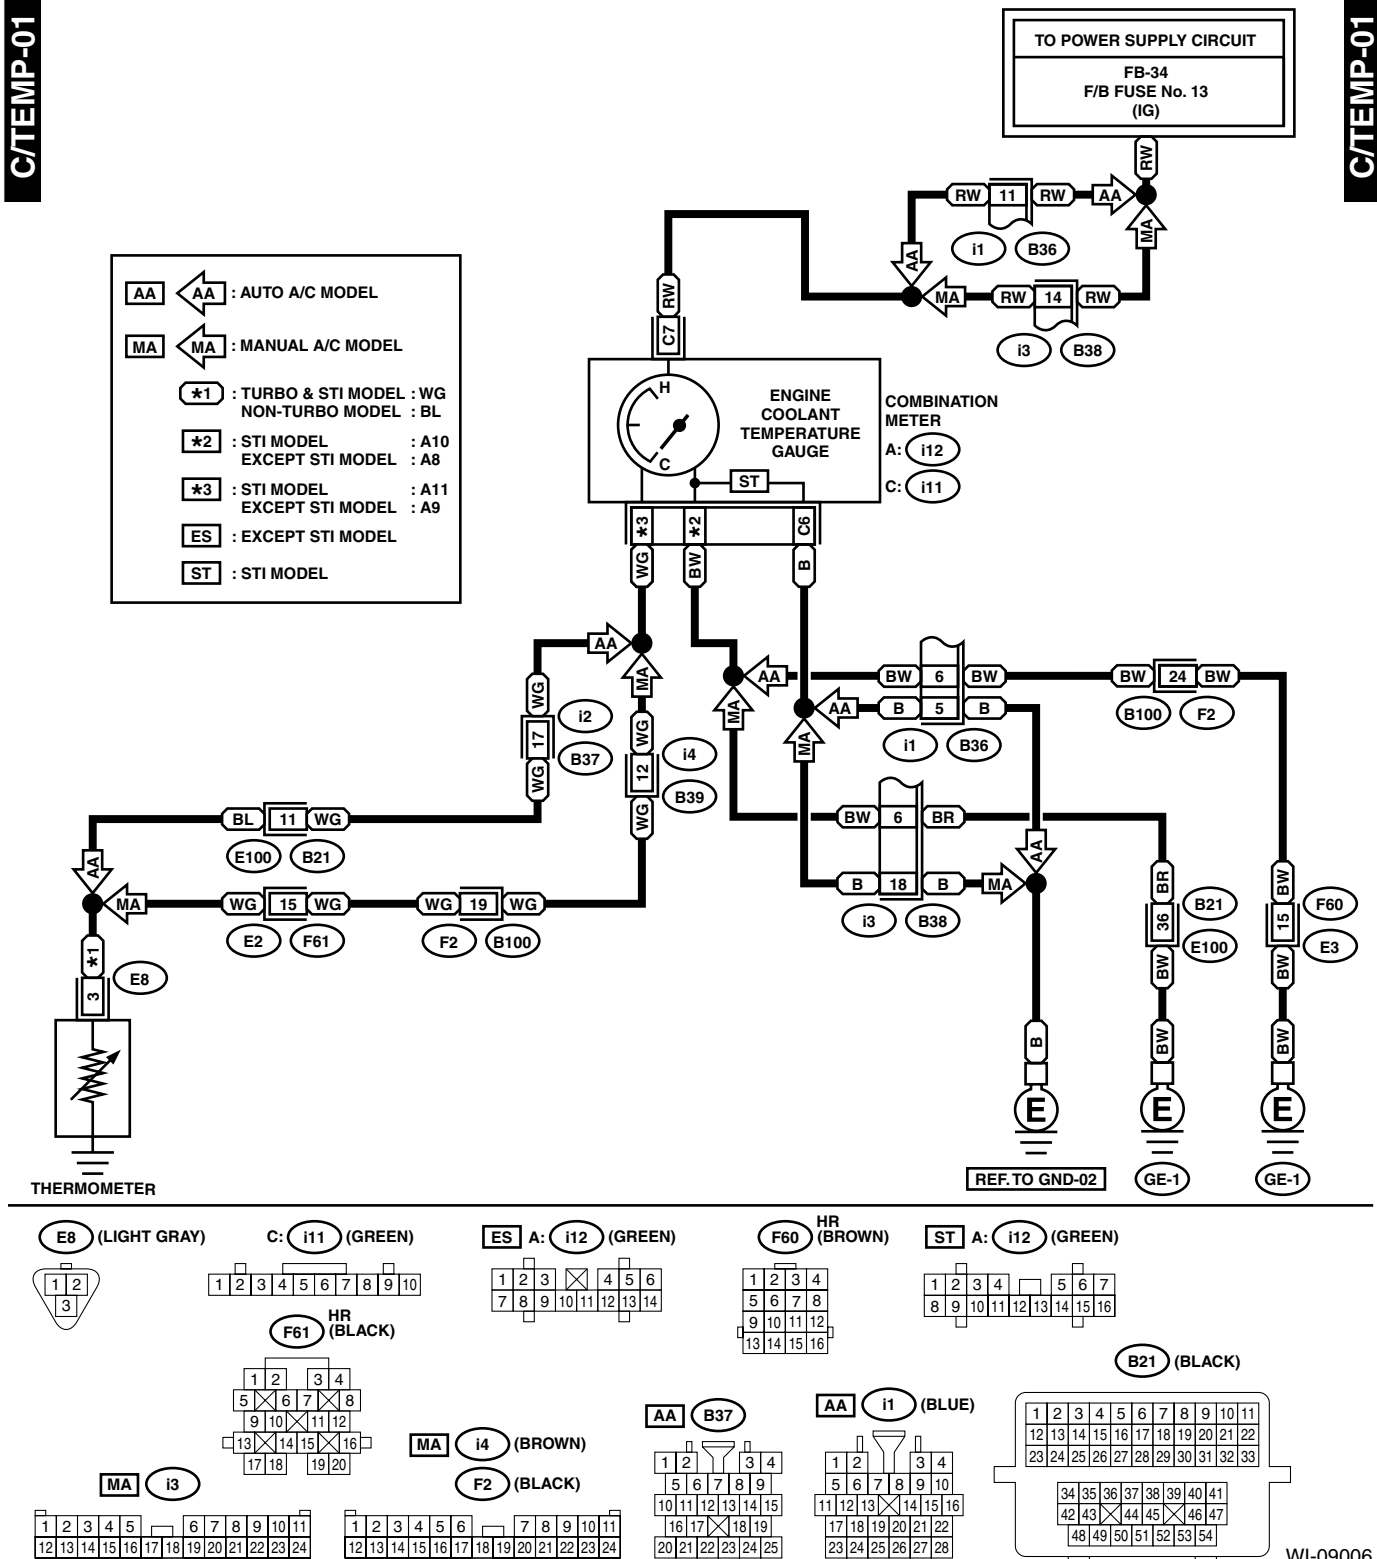 C/TEMP-01
C/TEMP-01
TO POWER SUPPLY CIRCUIT
FB-34
F/B FUSE No. 13
(IG)
RW
RW 11 RW AA
i1 B36
MA
AA
MA RW 14 RW
i3 B38
RW
C7
AA AA : AUTO A/C MODEL
MA MA : MANUAL A/C MODEL
*1 : TURBO & STI MODEL : WG
NON-TURBO MODEL : BL
*2 : STI MODEL : A10
EXCEPT STI MODEL : A8
*3 : STI MODEL : A11
EXCEPT STI MODEL : A9
ES : EXCEPT STI MODEL
ST : STI MODEL
H
C
ENGINE
COOLANT
TEMPERATURE
GAUGE
ST
COMBINATION
METER
A: i12
C: i11
*3 *2 C6
WG BW B
AA
MA
AA BW 6 BW BW 24 BW
B100 F2
MA
AA B 5 B
i1 B36
MA
WG
17
WG
i2
B37
WG
12
WG
i4
B39
BW 6 BR
BL 11 WG
E100 B21
AA
AA
B 18 B MA
i3 B38
MA WG 15 WG WG 19 WG
E2 F61 F2 B100
BR
36
BW
B21
E100
BW
15
BW
F60
E3
*1
3
E8
B BW BW
E E E
REF. TO GND-02 GE-1 GE-1
THERMOMETER
E8 (LIGHT GRAY)
1 2
3
C: i11 (GREEN)
1 2 3 4 5 6 7 8 9 10
ES A: i12 (GREEN)
1 2 3 4 5 6
7 8 9 10 11 12 13 14
F60 HR (BROWN)
1 2 3 4
5 6 7 8
9 10 11 12
13 14 15 16
ST A: i12 (GREEN)
1 2 3 4 5 6 7
8 9 10 11 12 13 14 15 16
F61 HR (BLACK)
1 2 3 4
5 6 7 8
9 10 11 12
13 14 15 16
17 18 19 20
B21 (BLACK)
1 2 3 4 5 6 7 8 9 10 11
12 13 14 15 16 17 18 19 20 21 22
23 24 25 26 27 28 29 30 31 32 33
34 35 36 37 38 39 40 41
42 43 44 45 46 47
48 49 50 51 52 53 54
AA B37
1 2 3 4
5 6 7 8 9
10 11 12 13 14 15
16 17 18 19
20 21 22 23 24 25
AA i1 (BLUE)
1 2 3 4
5 6 7 8 9 10
11 12 13 14 15 16
17 18 19 20 21 22
23 24 25 26 27 28
MA i4 (BROWN)
F2 (BLACK)
1 2 3 4 5 6 7 8 9 10 11
12 13 14 15 16 17 18 19 20 21 22 23 24
MA i3
1 2 3 4 5 6 7 8 9 10 11
12 13 14 15 16 17 18 19 20 21 22 23 24
WI-09006